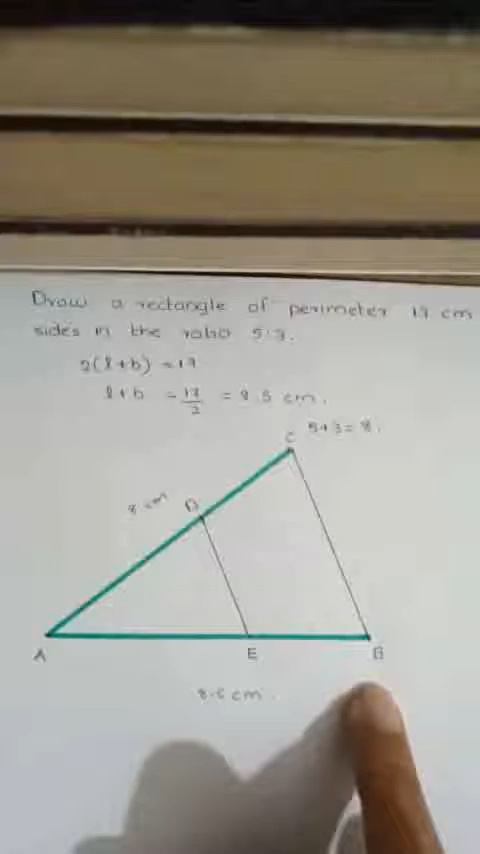 Draw a rectangle of perimeter 17 cm
sides in the ratio 5:3.
2(l+b) = 17
l+b = 17/2 = 8.5 cm.
5+3 = 8.
C
8 cm
D
A
E
B
8.5 cm.